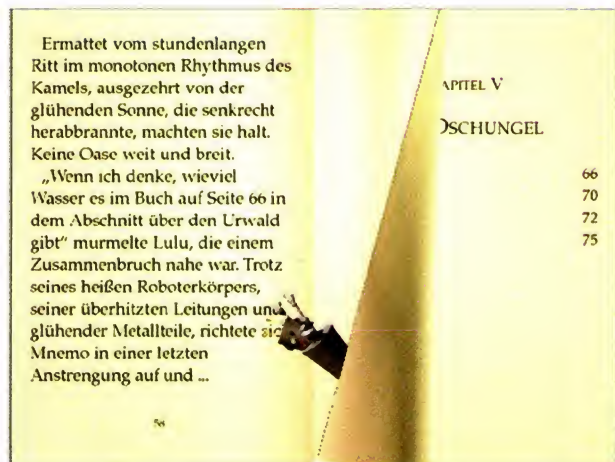 Ermattet vom stundenlangen
Ritt im monotonen Rhythmus des
Kamels, ausgezehrt von der
glühenden Sonne, die senkrecht
herabbrannte, machten sie halt.
Keine Oase weit und breit.
„Wenn ich denke, wieviel
Wasser es im Buch auf Seite 66 in
dem Abschnitt über den Urwald
gibt“ murmelte Lulu, die einem
Zusammenbruch nahe war. Trotz
seines heißen Roboterkörpers,
seiner überhitzten Leitungen und
glühender Metallteile, richtete sic
Mnemo in einer letzten
Anstrengung auf und ...
APITEL V
DSCHUNGEL
66
70
72
75